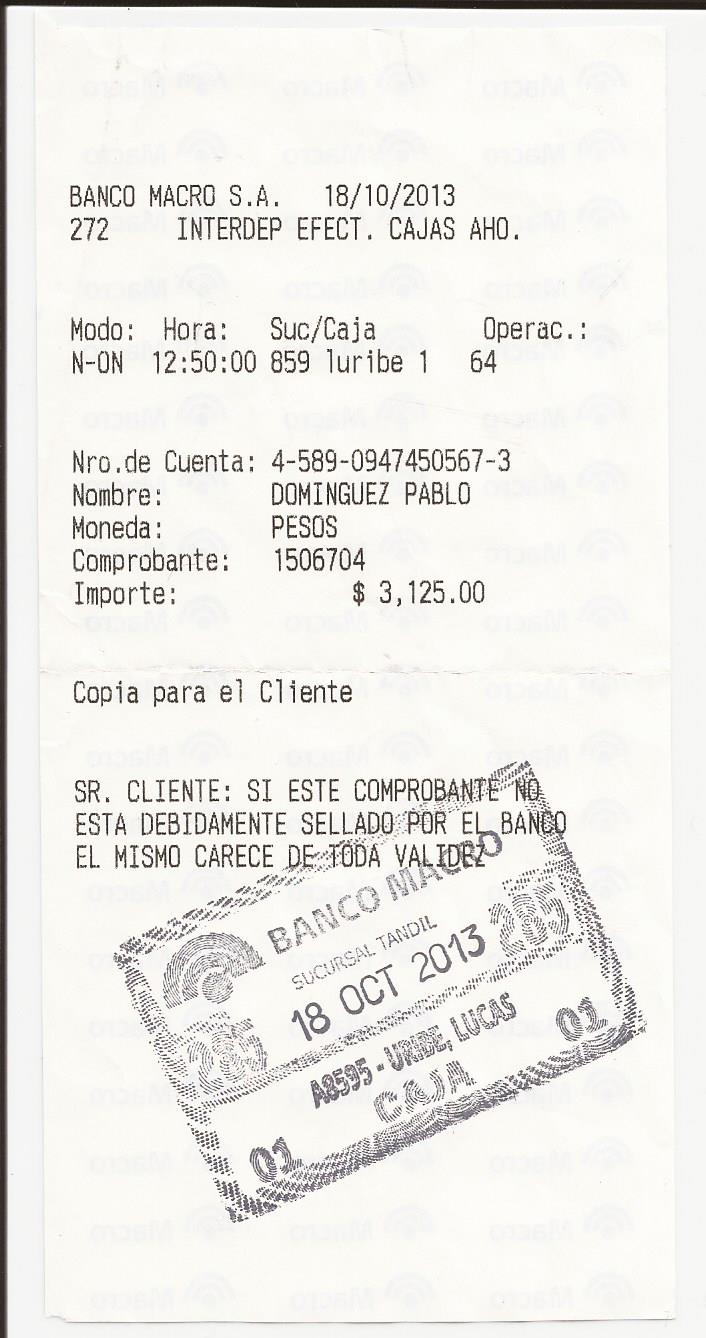 BANCO MACRO S.A. 18/10/2013
272 INTERDEP EFECT. CAJAS AHO.
Modo: Hora: Suc/Caja Operac.:
N-ON 12:50:00 859 luribe 1 64
Nro.de Cuenta: 4-589-0947450567-3
Nombre: DOMINGUEZ PABLO
Moneda: PESOS
Comprobante: 1506704
Importe: $ 3,125.00
Copia para el Cliente
SR. CLIENTE: SI ESTE COMPROBANTE NO
ESTA DEBIDAMENTE SELLADO POR EL BANCO
EL MISMO CARECE DE TODA VALIDEZ
BANCO MACRO
SUCURSAL TANDIL
18 OCT 2013
285
A8595 - URIBE, LUCAS
CAJA
01
01